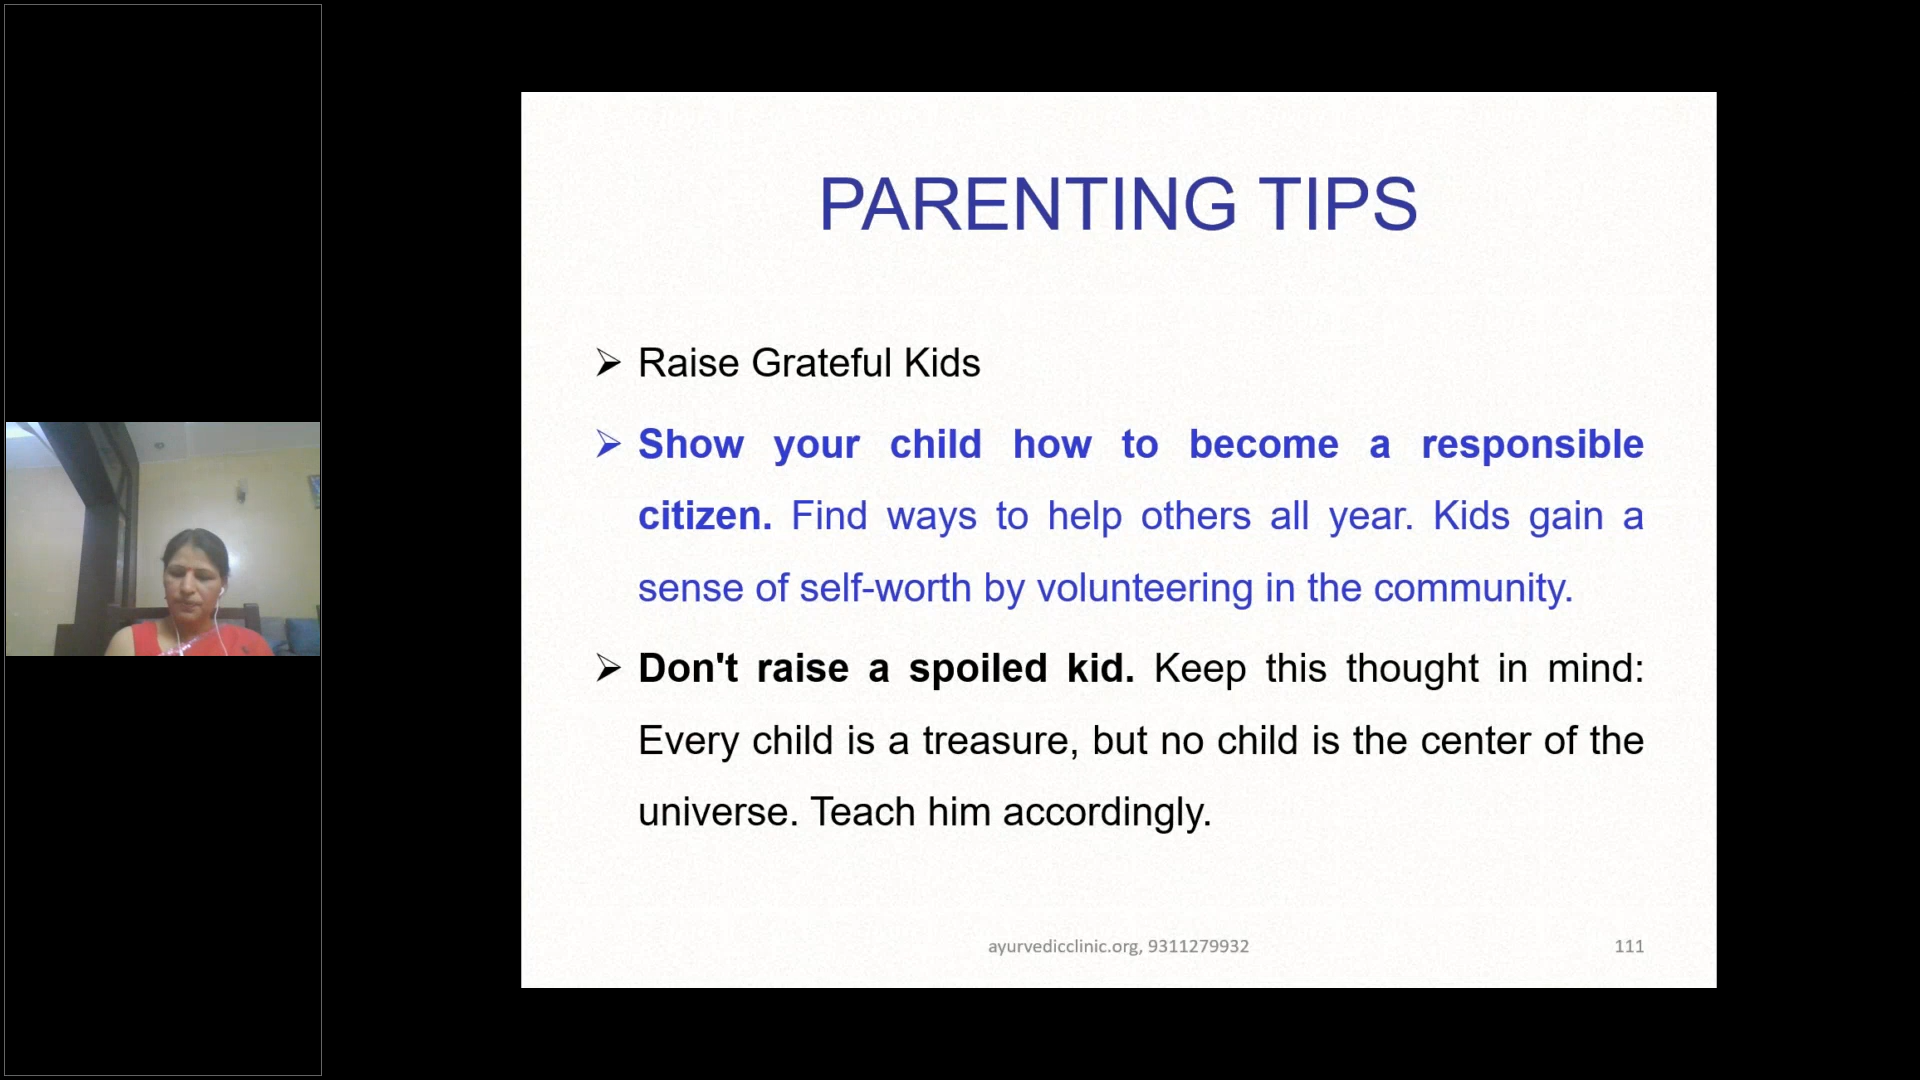 PARENTING TIPS
➢ Raise Grateful Kids
➢ Show your child how to become a responsible
citizen. Find ways to help others all year. Kids gain a
sense of self-worth by volunteering in the community.
➢ Don't raise a spoiled kid. Keep this thought in mind:
Every child is a treasure, but no child is the center of the
universe. Teach him accordingly.
ayurvedicclinic.org, 9311279932
111